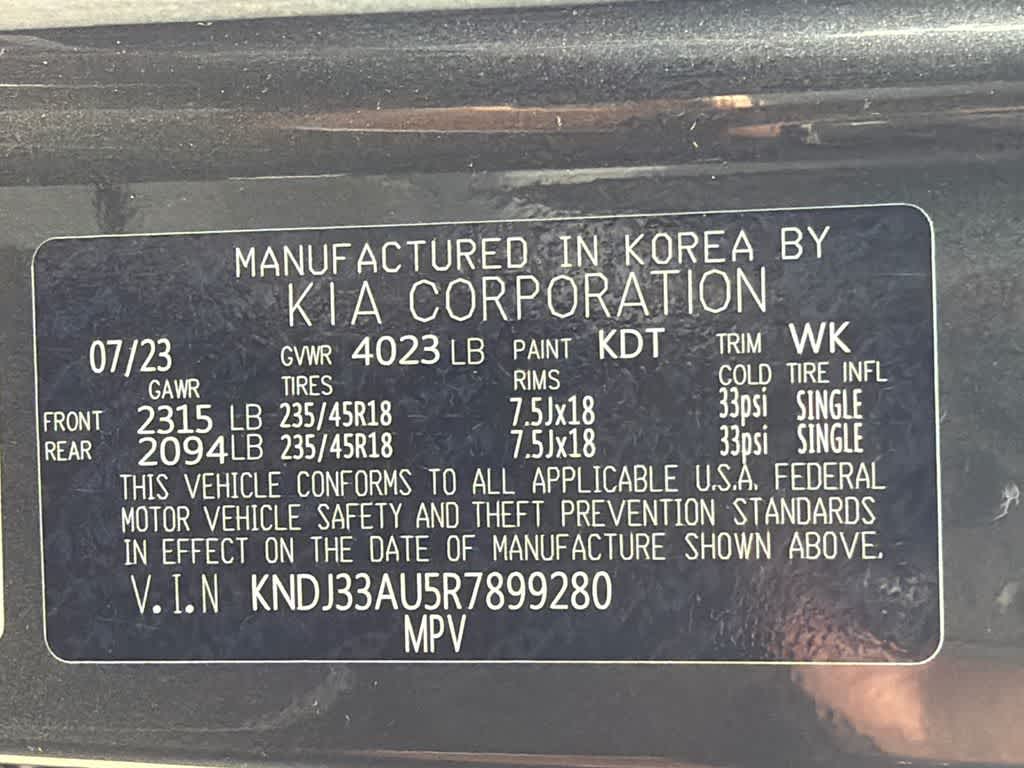 MANUFACTURED IN KOREA BY
KIA CORPORATION
07/23 GVWR 4023 LB PAINT KDT TRIM WK
GAWR TIRES RIMS COLD TIRE INFL
FRONT 2315 LB 235/45R18 7.5Jx18 33psi SINGLE
REAR 2094 LB 235/45R18 7.5Jx18 33psi SINGLE
THIS VEHICLE CONFORMS TO ALL APPLICABLE U.S.A. FEDERAL
MOTOR VEHICLE SAFETY AND THEFT PREVENTION STANDARDS
IN EFFECT ON THE DATE OF MANUFACTURE SHOWN ABOVE.
V.I.N KNDJ33AU5R7899280
MPV